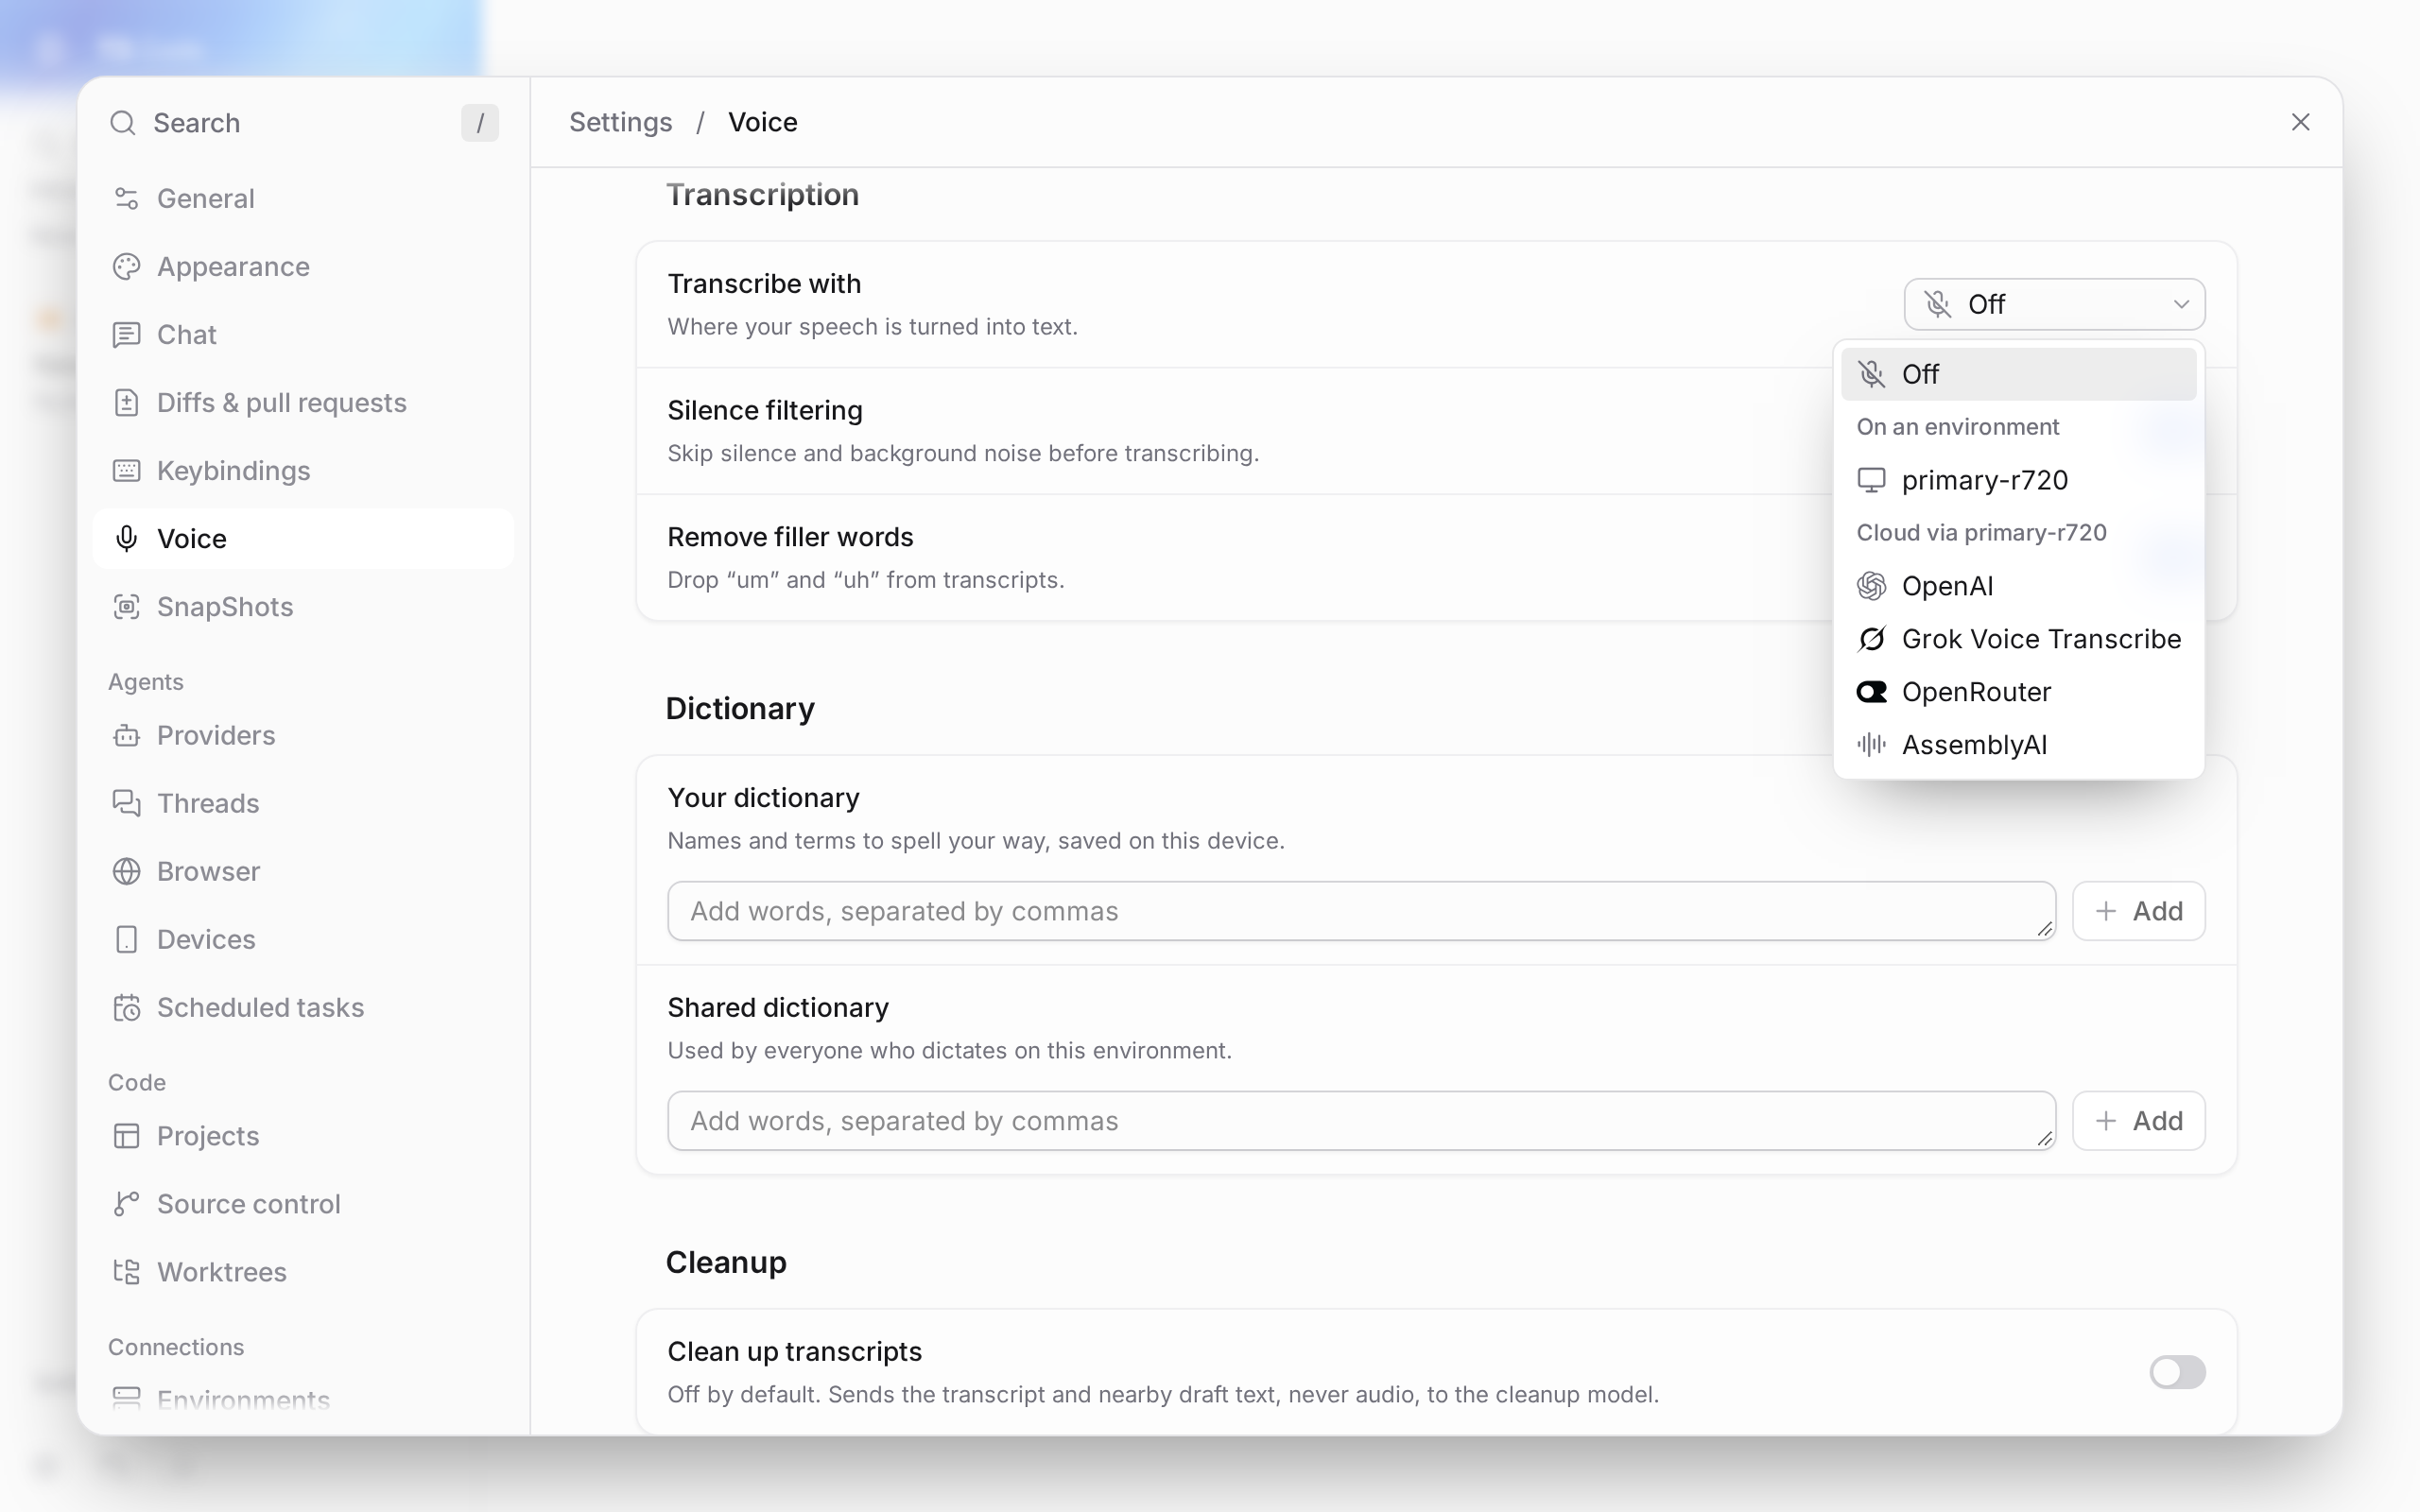 Search
/
General
Appearance
Chat
Diffs & pull requests
Keybindings
Voice
SnapShots
Agents
Providers
Threads
Browser
Devices
Scheduled tasks
Code
Projects
Source control
Worktrees
Connections
Environments
Settings / Voice
Transcription
Transcribe with
Where your speech is turned into text.
Off
Silence filtering
Skip silence and background noise before transcribing.
Remove filler words
Drop “um” and “uh” from transcripts.
Off
On an environment
primary-r720
Cloud via primary-r720
OpenAI
Grok Voice Transcribe
OpenRouter
AssemblyAI
Dictionary
Your dictionary
Names and terms to spell your way, saved on this device.
Add words, separated by commas
Add
Shared dictionary
Used by everyone who dictates on this environment.
Add words, separated by commas
Add
Cleanup
Clean up transcripts
Off by default. Sends the transcript and nearby draft text, never audio, to the cleanup model.